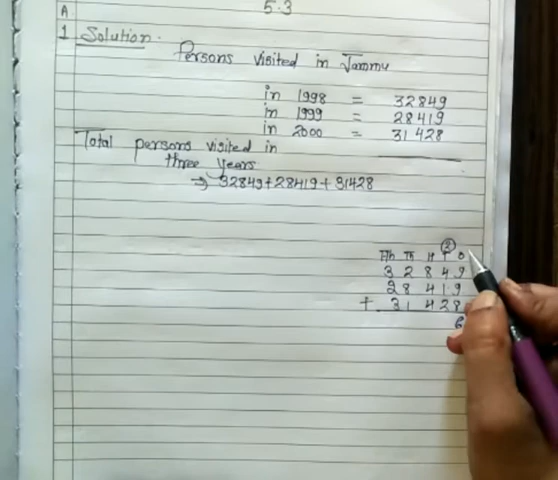 5.3
A
1 Solution.
Persons visited in Jammu
in 1998 = 32849
in 1999 = 28419
in 2000 = 31428
Total persons visited in
three years
⇒ 32849+28419+31428
②
TTh Th H T O
3 2 8 4 9
2 8 4 1 9
+ 3 1 4 2 8
6